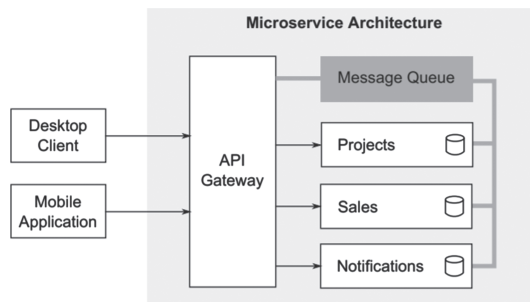 Microservice Architecture
Message Queue
Desktop
Client
API
Gateway
Projects
Mobile
Application
Sales
Notifications